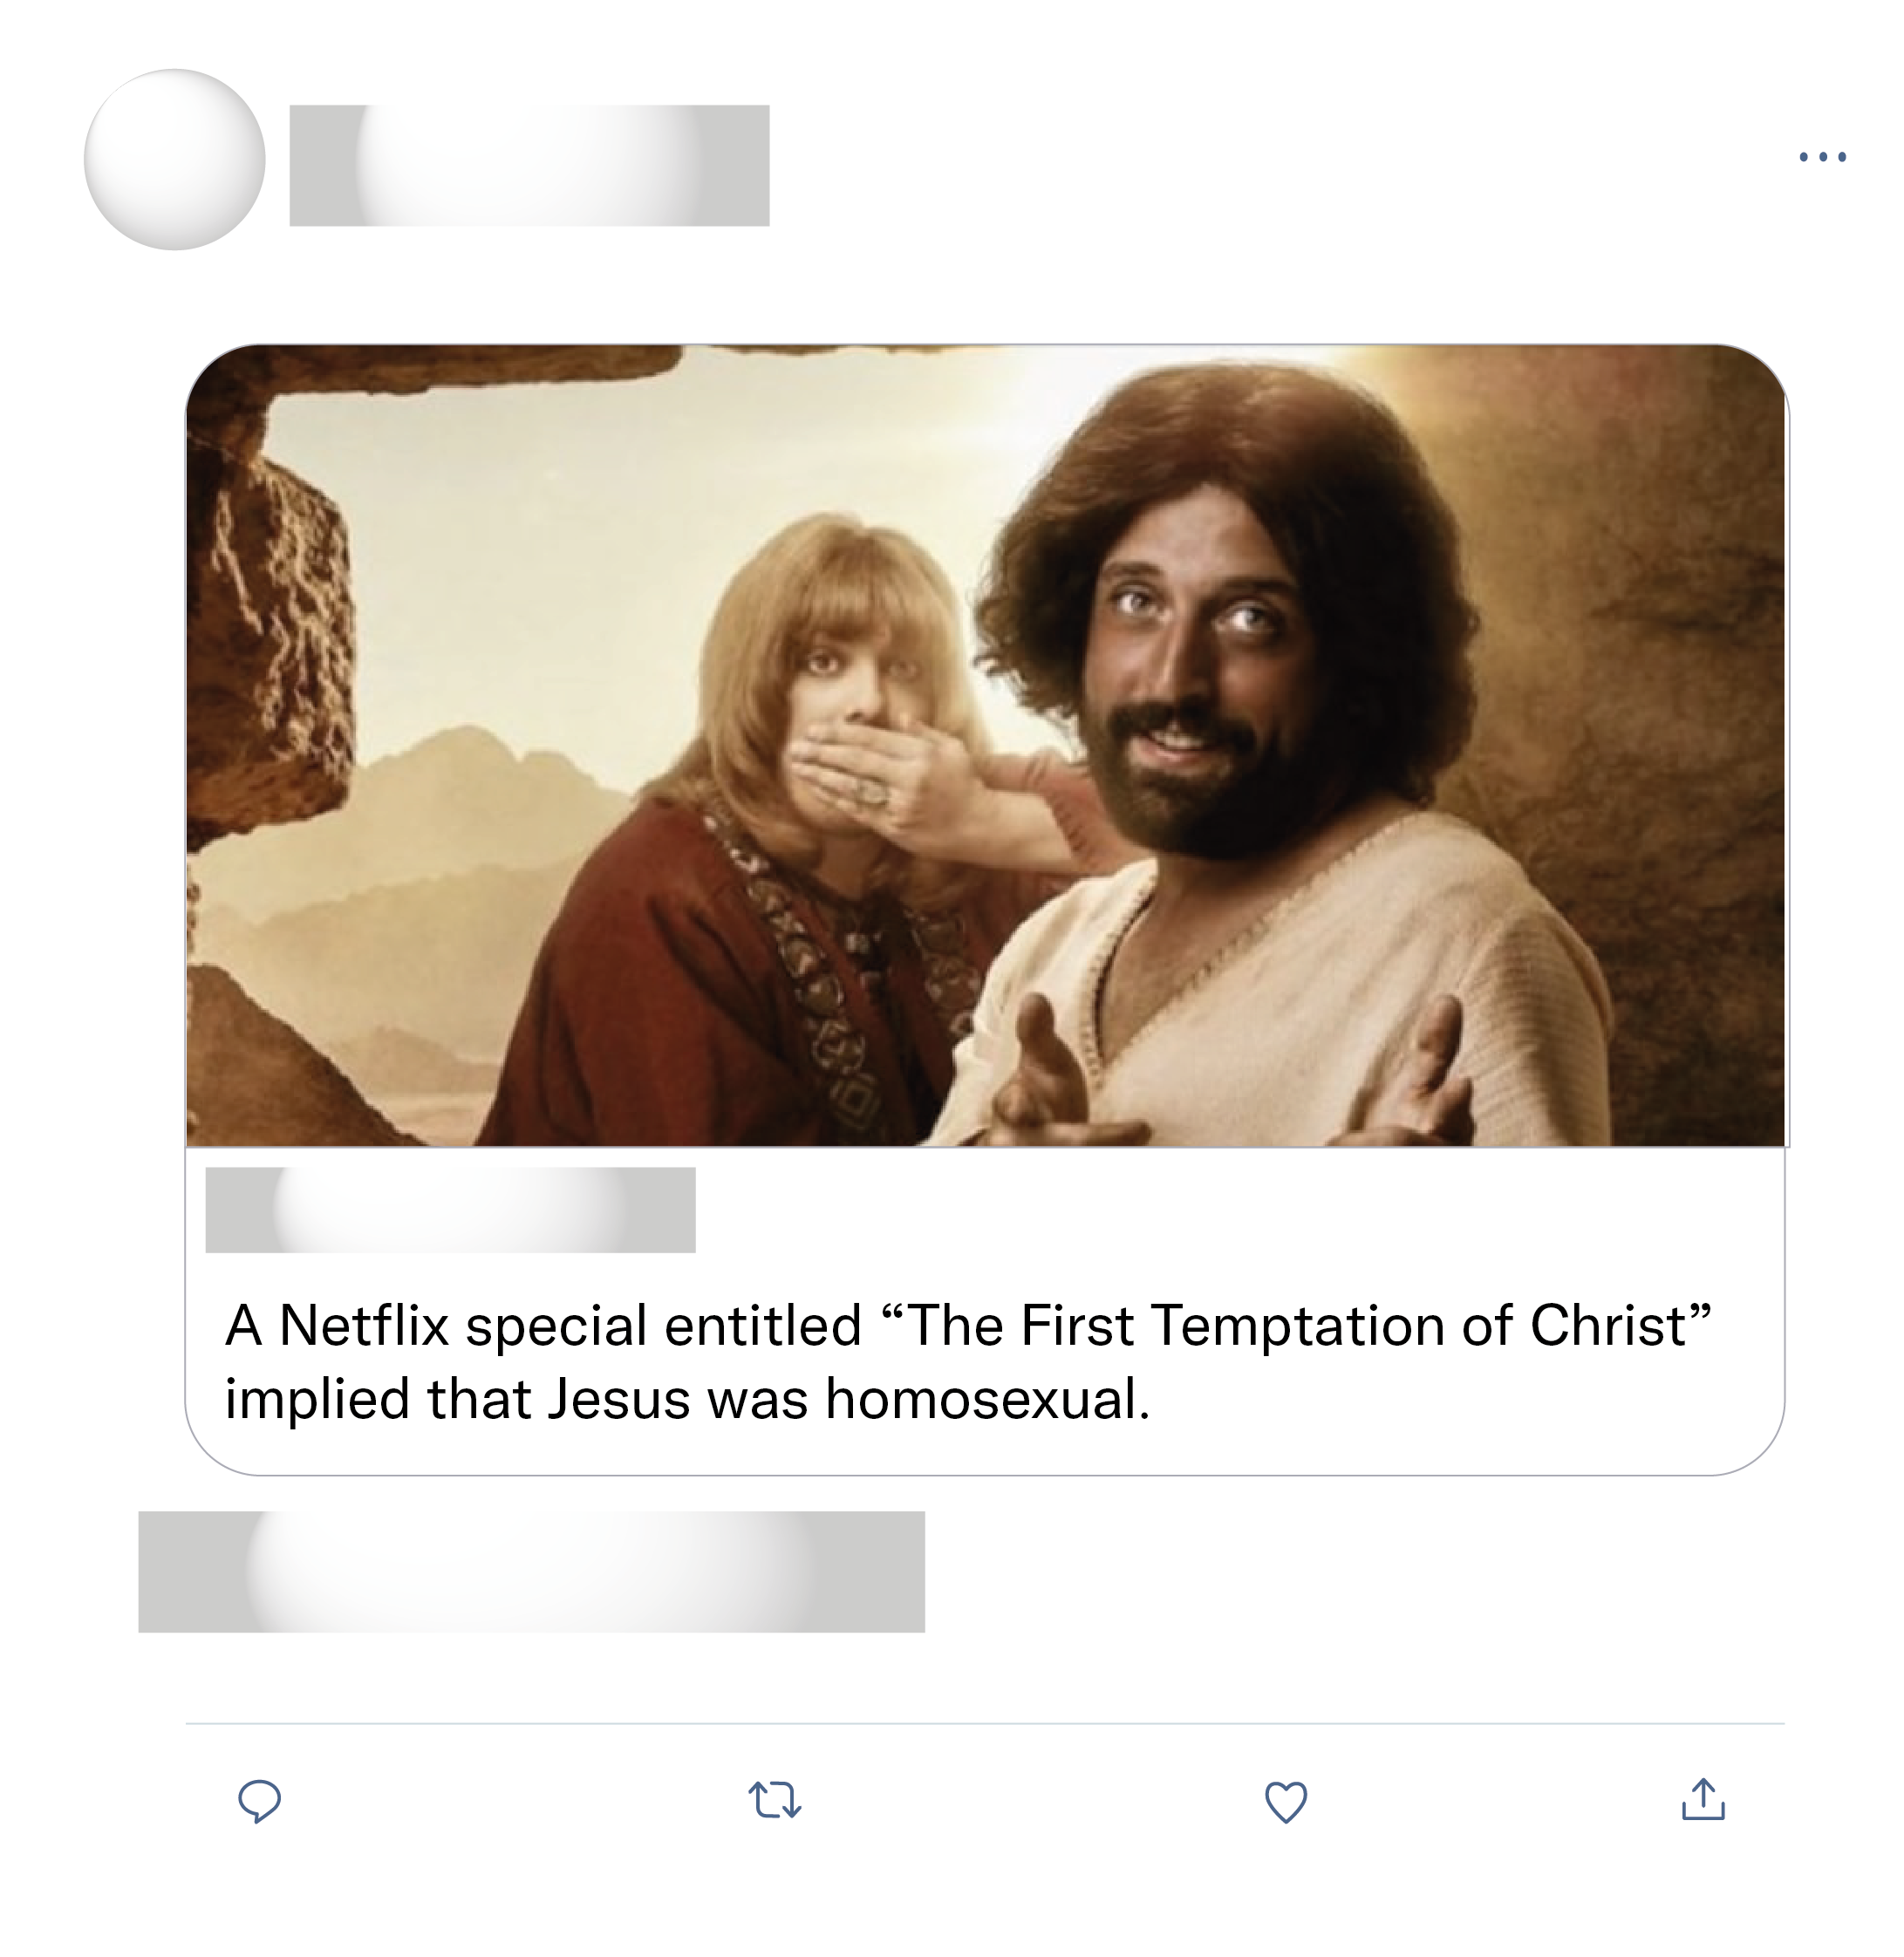 A Netflix special entitled “The First Temptation of Christ”
implied that Jesus was homosexual.